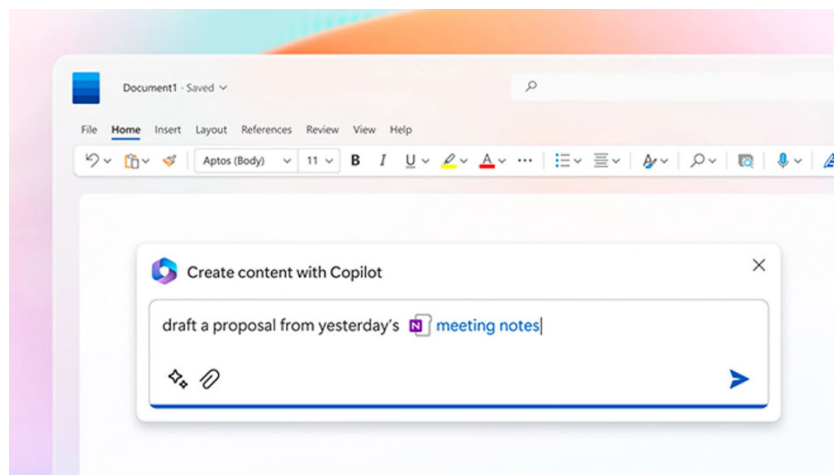 Document1 · Saved
File Home Insert Layout References Review View Help
Aptos (Body) 11 B I U A
Create content with Copilot
draft a proposal from yesterday's N meeting notes